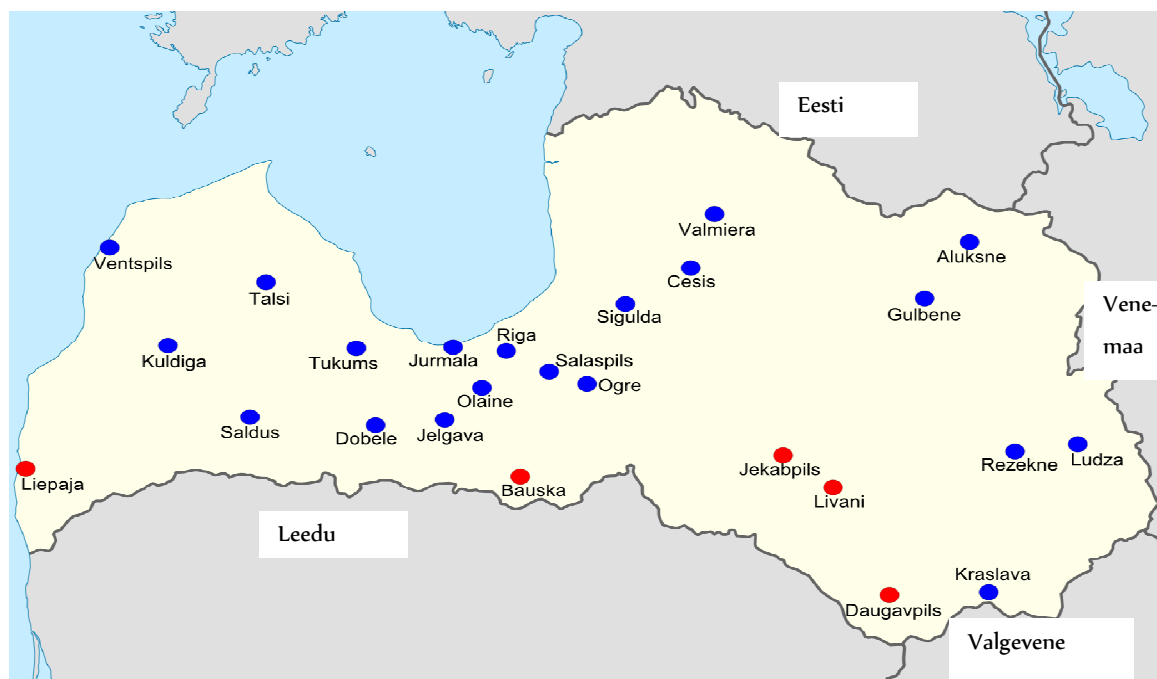 Eesti
Valmiera
Aluksne
Ventspils
Cesis
Talsi
Sigulda
Gulbene
Vene-
maa
Riga
Kuldiga
Tukums
Jurmala
Salaspils
Ogre
Olaine
Saldus
Dobele
Jelgava
Rezekne
Ludza
Jekabpils
Liepaja
Bauska
Livani
Leedu
Kraslava
Daugavpils
Valgevene